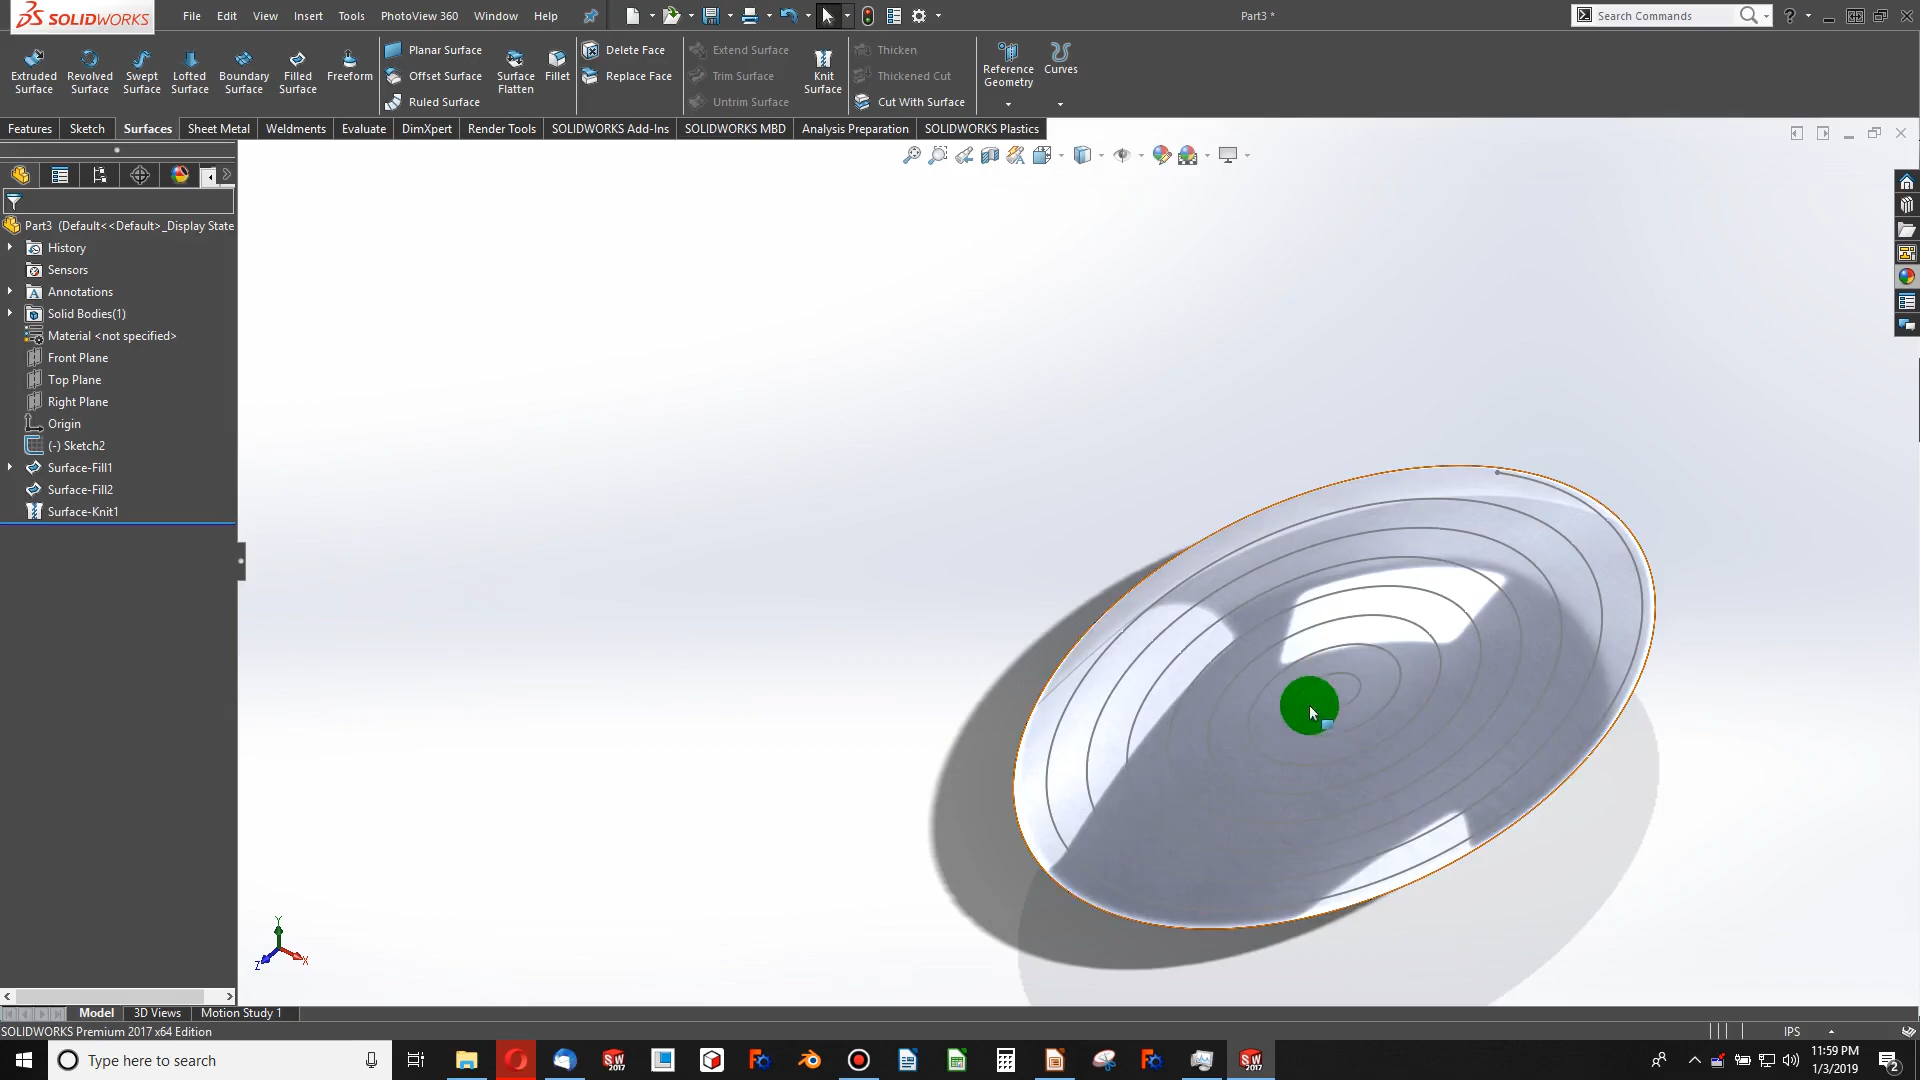 SOLIDWORKS
File Edit View Insert Tools PhotoView 360 Window Help
Part3 *
Search Commands
Extruded Surface
Revolved Surface
Swept Surface
Lofted Surface
Boundary Surface
Filled Surface
Freeform
Planar Surface
Offset Surface
Ruled Surface
Surface Flatten
Fillet
Delete Face
Replace Face
Extend Surface
Trim Surface
Untrim Surface
Knit Surface
Thicken
Thickened Cut
Cut With Surface
Reference Geometry
Curves
Features Sketch Surfaces Sheet Metal Weldments Evaluate DimXpert Render Tools SOLIDWORKS Add-Ins SOLIDWORKS MBD Analysis Preparation SOLIDWORKS Plastics
Part3 (Default<<Default>_Display State
History
Sensors
Annotations
Solid Bodies(1)
Material <not specified>
Front Plane
Top Plane
Right Plane
Origin
(-) Sketch2
Surface-Fill1
Surface-Fill2
Surface-Knit1
Y
Z
X
Model 3D Views Motion Study 1
SOLIDWORKS Premium 2017 x64 Edition
IPS
Type here to search
SW 2017
SW 2017
11:59 PM
1/3/2019
2